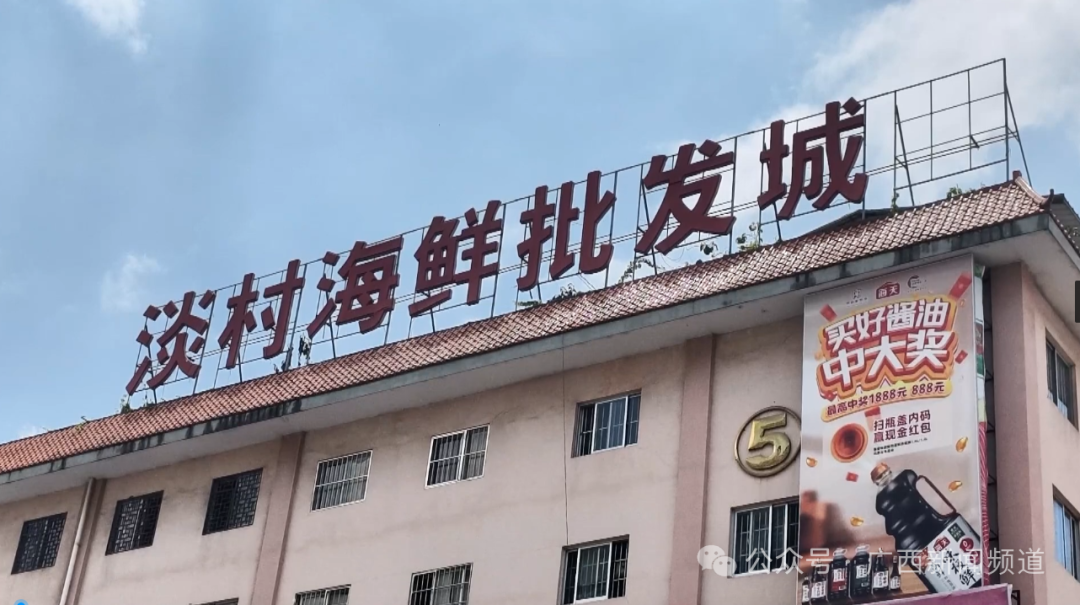 淡村海鲜批发城
5
海天
买好酱油
中大奖
最高中奖1888元 888元
扫瓶盖内码
赢现金红包
公众号·广西新闻频道